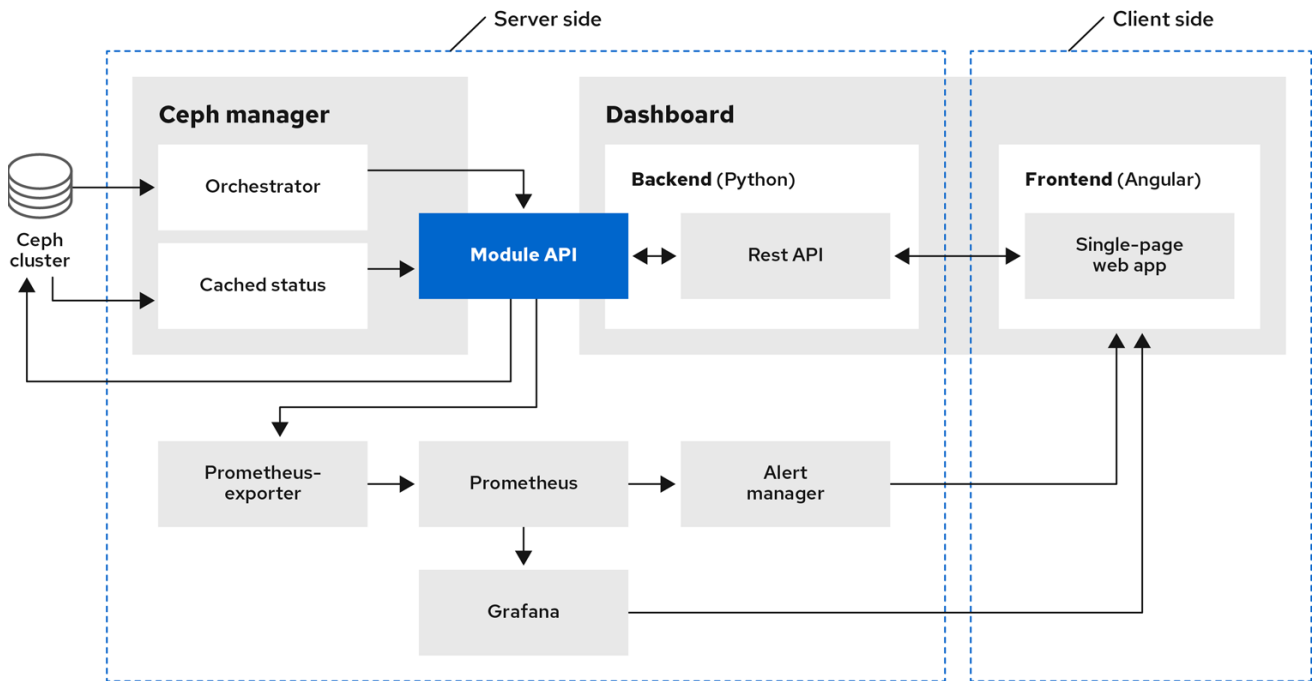 Server side
Client side
Ceph manager
Dashboard
Orchestrator
Backend (Python)
Frontend (Angular)
Ceph
cluster
Cached status
Module API
Rest API
Single-page
web app
Prometheus-
exporter
Prometheus
Alert
manager
Grafana